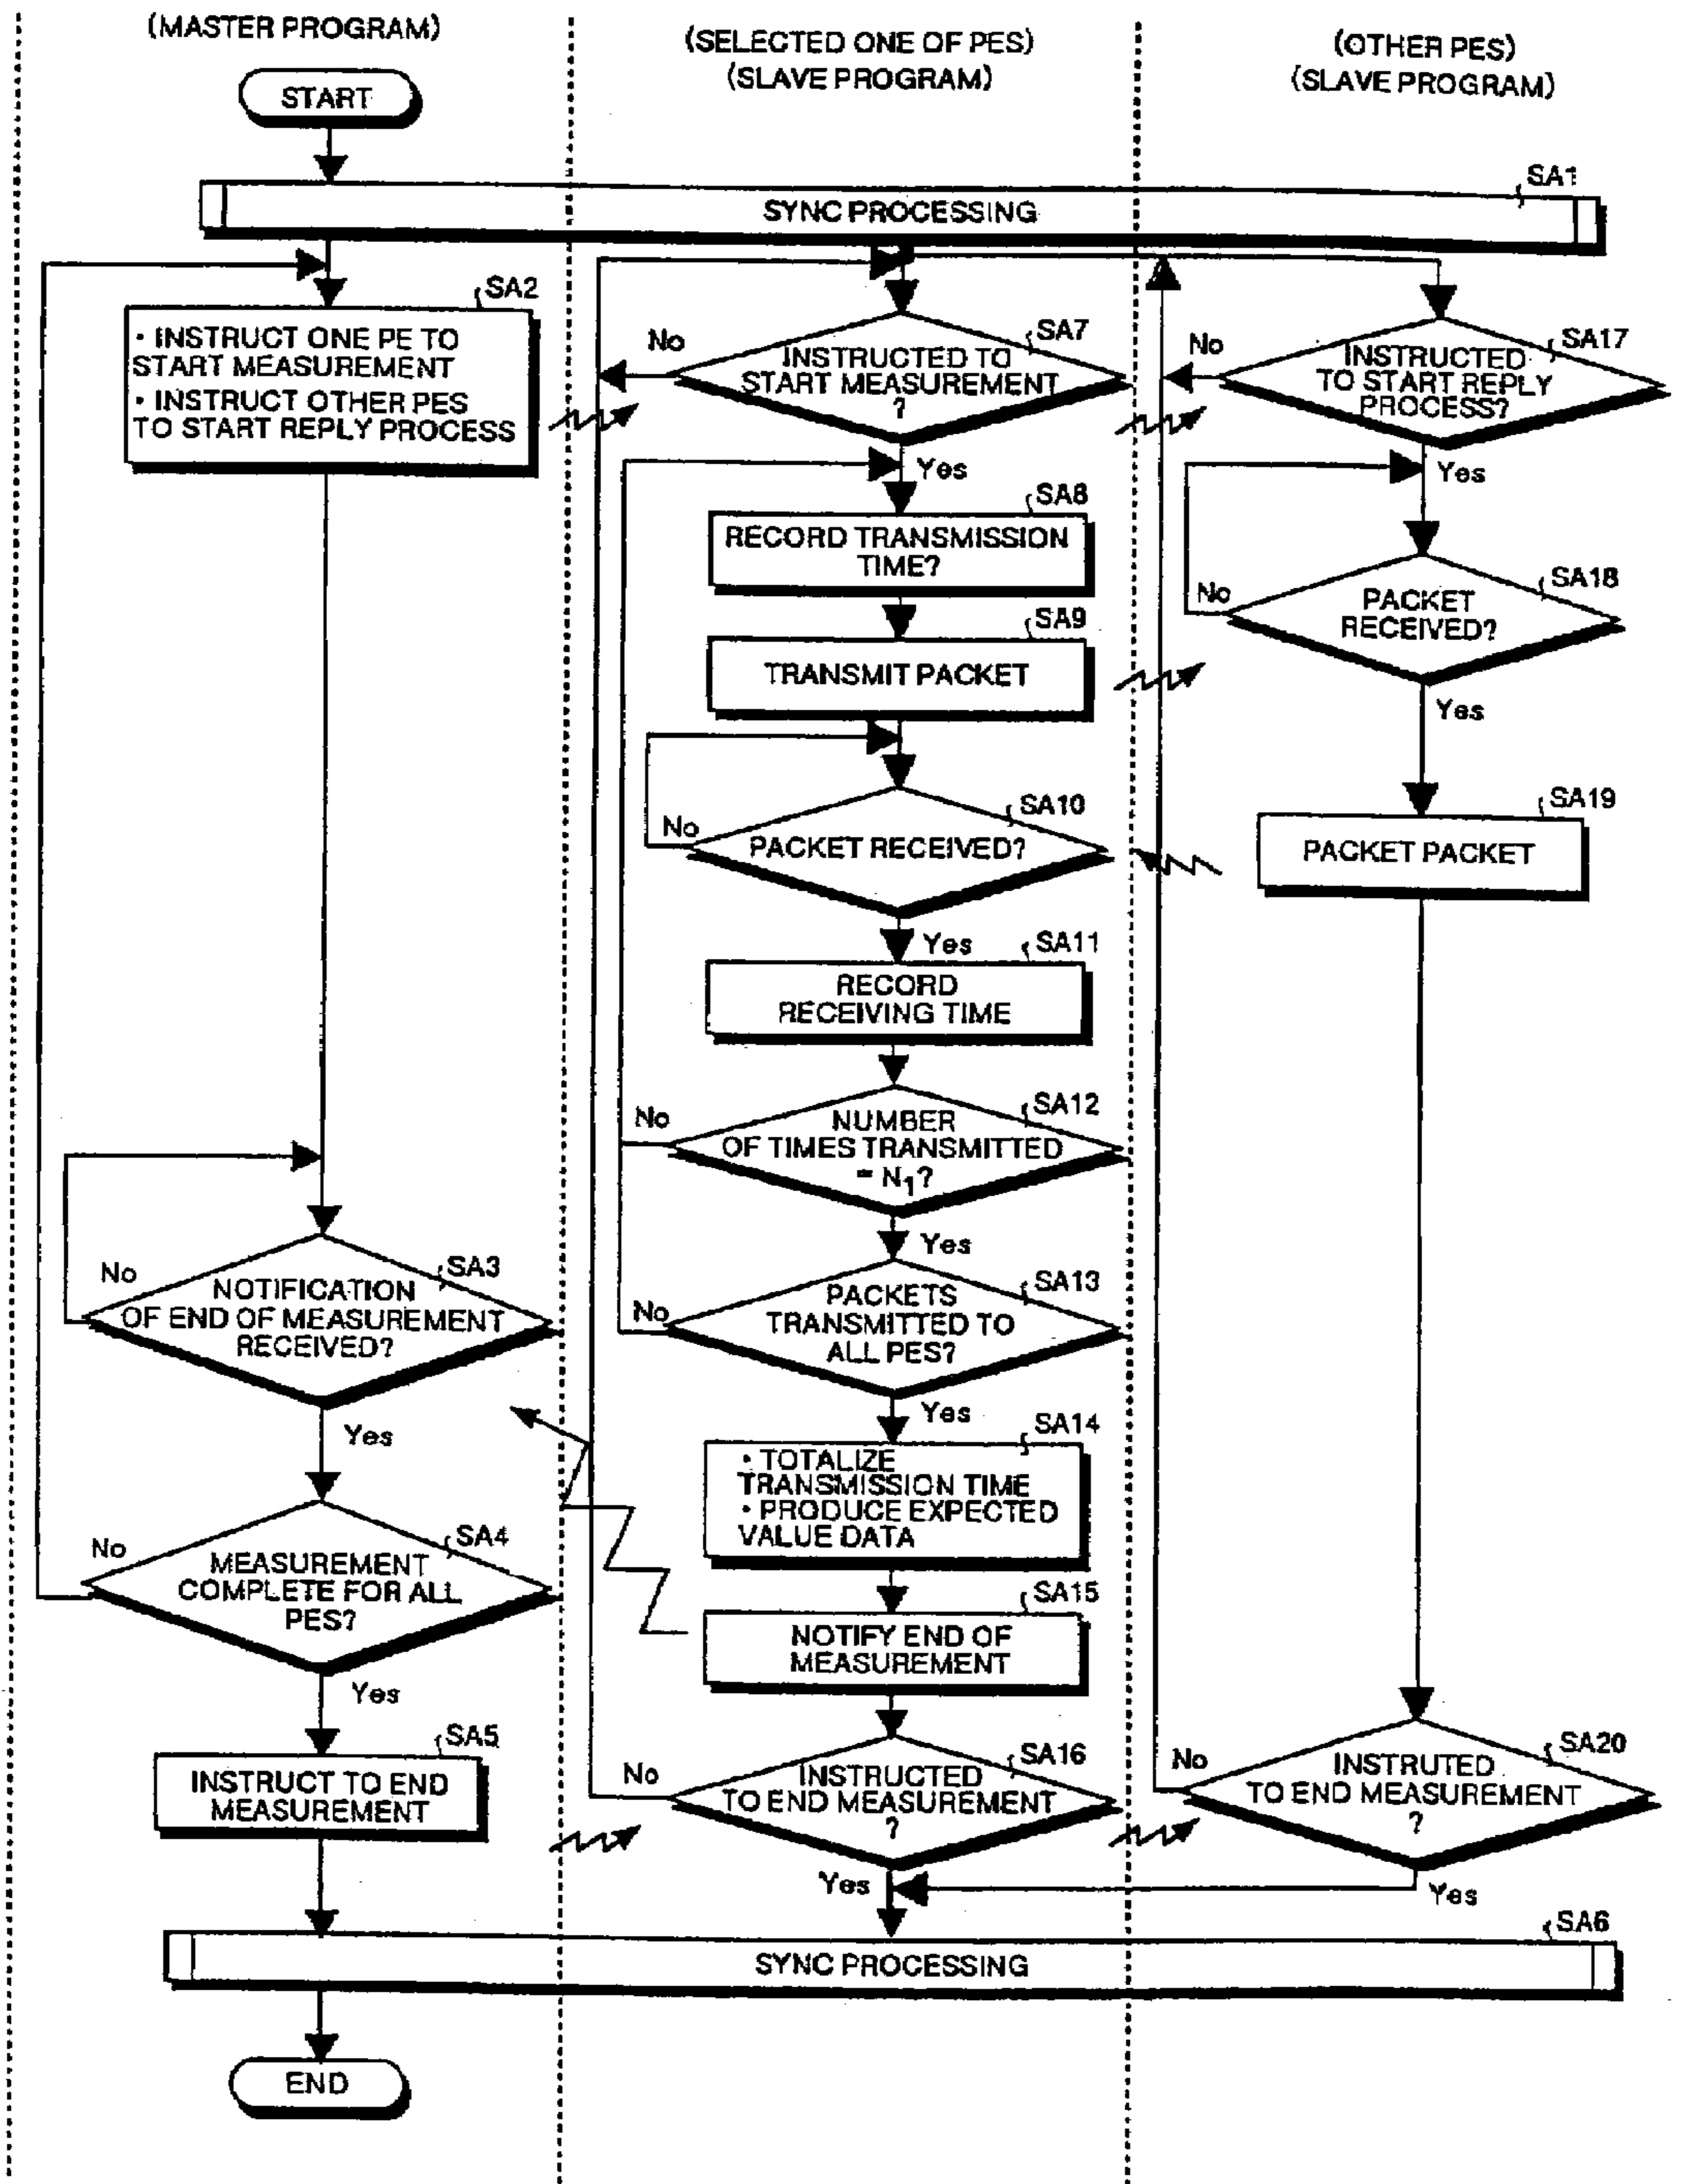 (MASTER PROGRAM)
(SELECTED ONE OF PES)
(SLAVE PROGRAM)
(OTHER PES)
(SLAVE PROGRAM)
START
SA1
SYNC PROCESSING
SA2
· INSTRUCT ONE PE TO
START MEASUREMENT
· INSTRUCT OTHER PES
TO START REPLY PROCESS
No
SA7
INSTRUCTED TO
START MEASUREMENT
?
Yes
No
SA17
INSTRUCTED
TO START REPLY
PROCESS?
Yes
SA8
RECORD TRANSMISSION
TIME?
SA18
No
PACKET
RECEIVED?
Yes
SA9
TRANSMIT PACKET
SA10
No
PACKET RECEIVED?
Yes
SA19
PACKET PACKET
SA11
RECORD
RECEIVING TIME
SA12
No
NUMBER
OF TIMES TRANSMITTED
= N1?
Yes
SA3
No
NOTIFICATION
OF END OF MEASUREMENT
RECEIVED?
Yes
SA13
No
PACKETS
TRANSMITTED TO
ALL PES?
Yes
SA14
· TOTALIZE
TRANSMISSION TIME
· PRODUCE EXPECTED
VALUE DATA
SA4
No
MEASUREMENT
COMPLETE FOR ALL
PES?
Yes
SA15
NOTIFY END OF
MEASUREMENT
SA5
INSTRUCT TO END
MEASUREMENT
SA16
No
INSTRUCTED
TO END MEASUREMENT
?
Yes
SA20
No
INSTRUTED
TO END MEASUREMENT
?
Yes
SA6
SYNC PROCESSING
END